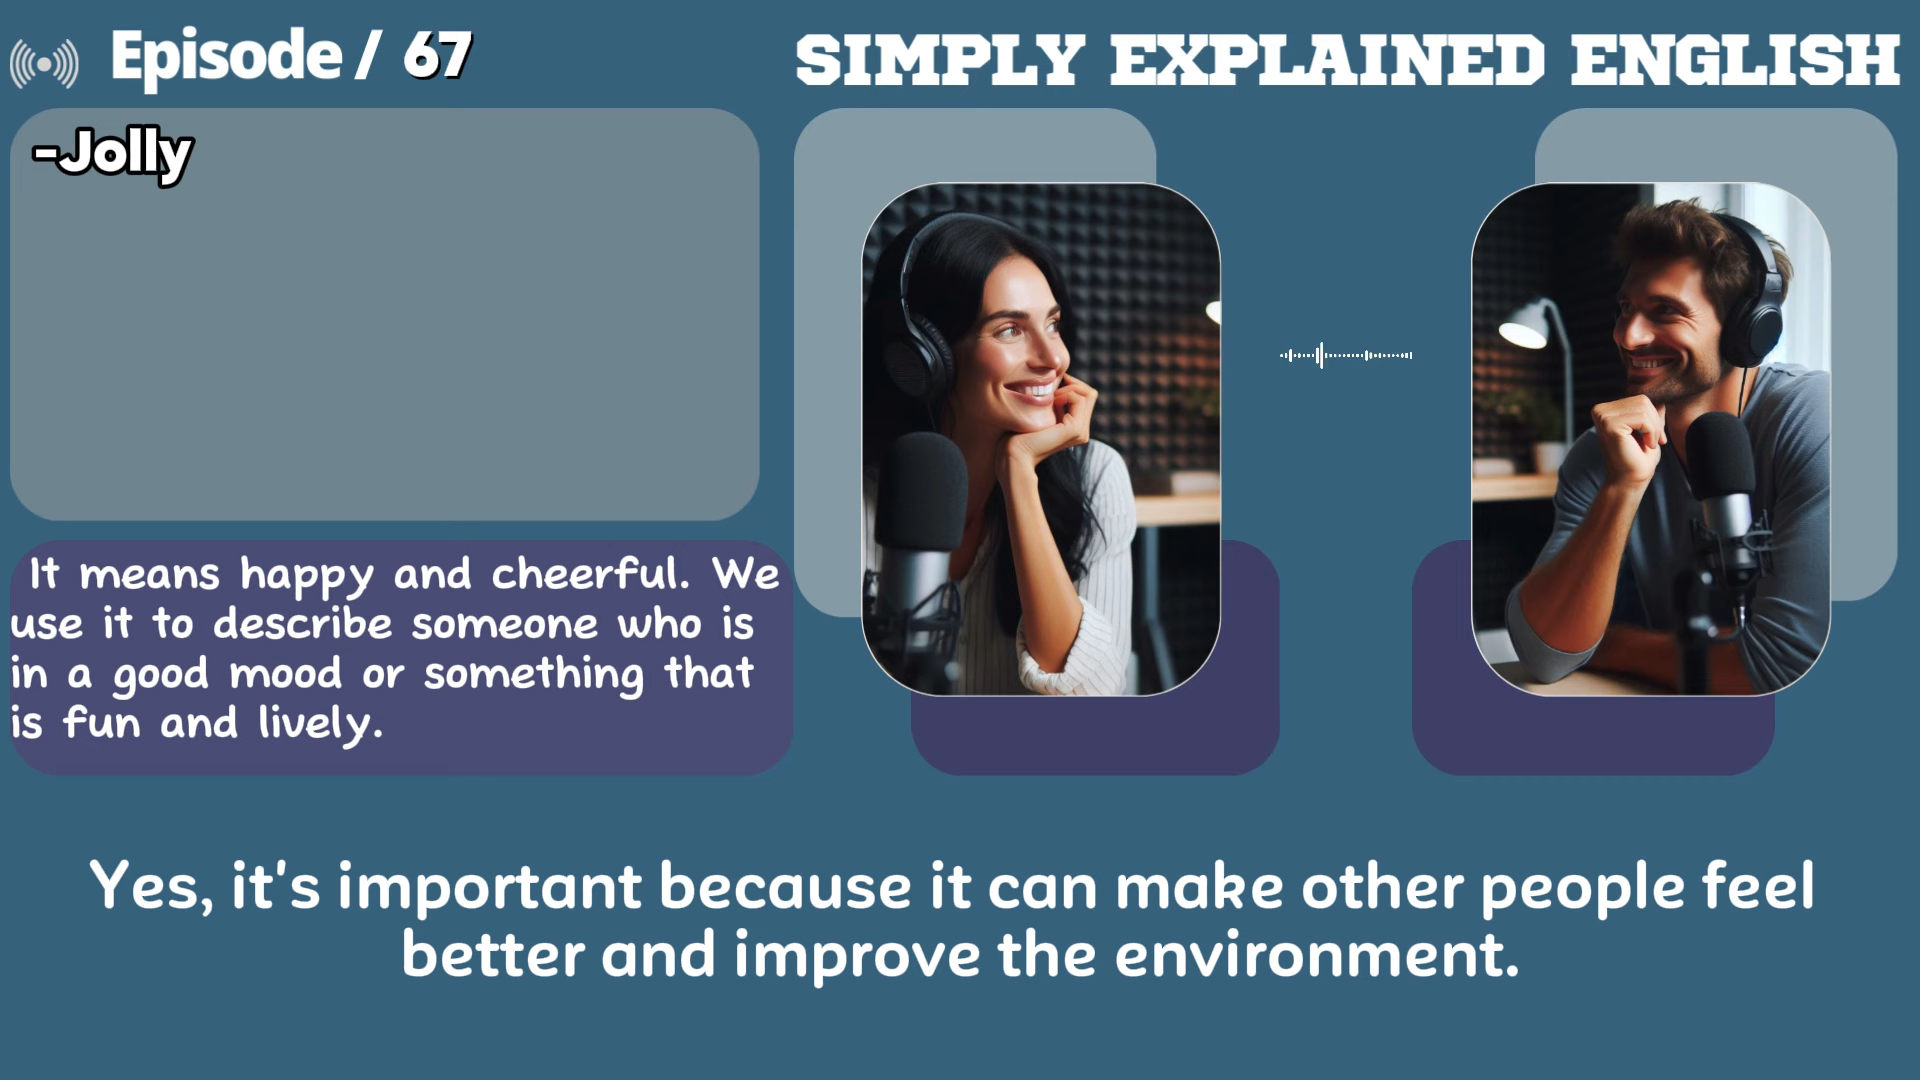 Episode / 67
SIMPLY EXPLAINED ENGLISH
-Jolly
It means happy and cheerful. We
use it to describe someone who is
in a good mood or something that
is fun and lively.
Yes, it's important because it can make other people feel
better and improve the environment.